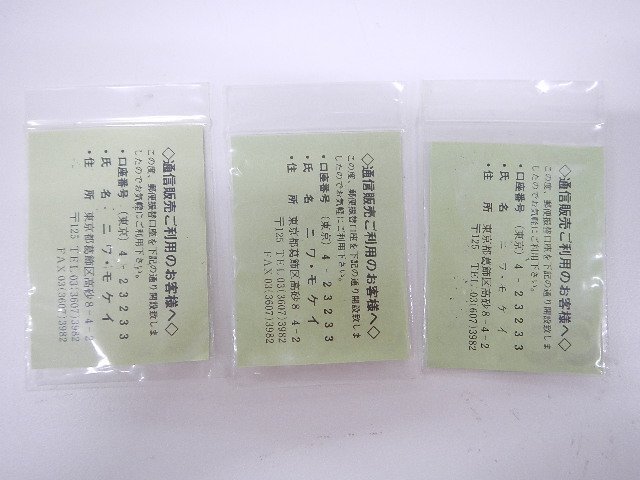 ◇通信販売ご利用のお客様へ◇
この度、郵便振替口座を下記の通り開設致しま
したのでお気軽にご利用下さい。
・口座番号 (東京) 4-23233
・氏 名 ニワ・モケイ
・住 所 東京都葛飾区高砂8-4-2
〒125 TEL.03(3607)3982
FAX.03(3607)3982
◇通信販売ご利用のお客様へ◇
この度、郵便振替口座を下記の通り開設致しま
したのでお気軽にご利用下さい。
・口座番号 (東京) 4-23233
・氏 名 ニワ・モケイ
・住 所 東京都葛飾区高砂8-4-2
〒125 TEL.03(3607)3982
FAX.03(3607)3982
◇通信販売ご利用のお客様へ◇
この度、郵便振替口座を下記の通り開設致しま
したのでお気軽にご利用下さい。
・口座番号 (東京) 4-23233
・氏 名 ニワ・モケイ
・住 所 東京都葛飾区高砂8-4-2
〒125 TEL.03(607)3982